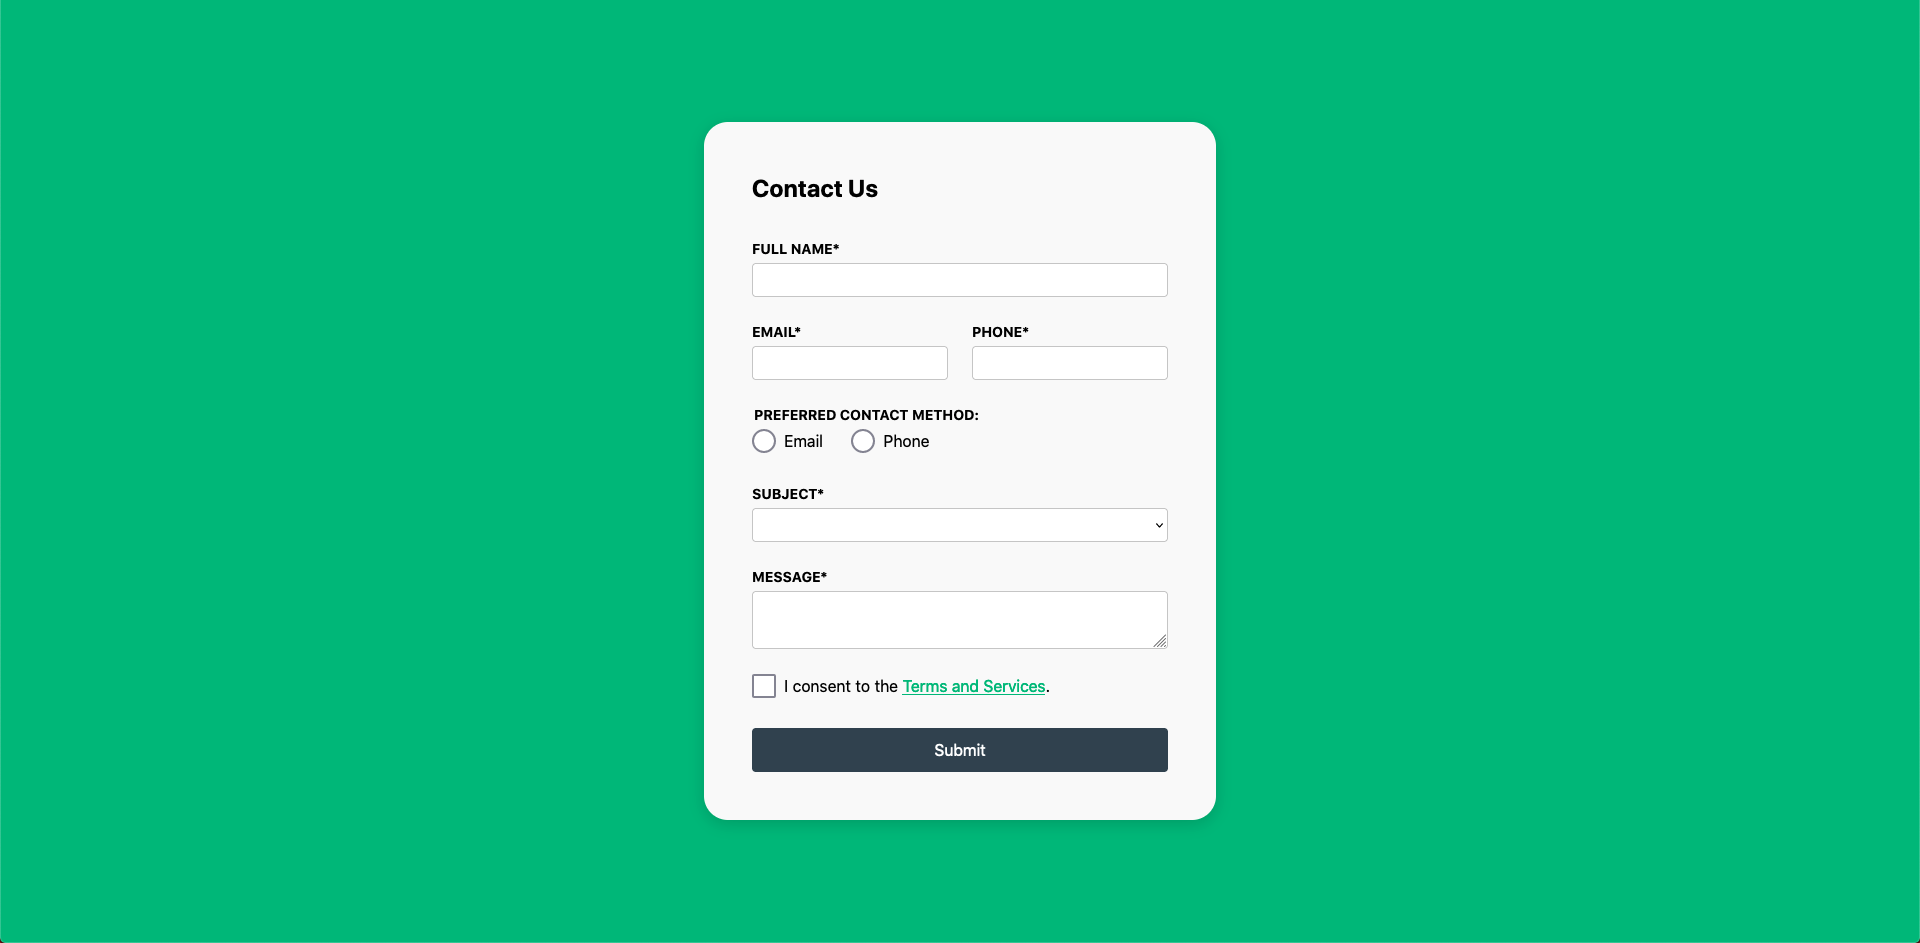 Contact Us
FULL NAME*
EMAIL* PHONE*
PREFERRED CONTACT METHOD:
Email Phone
SUBJECT*
MESSAGE*
I consent to the Terms and Services.
Submit